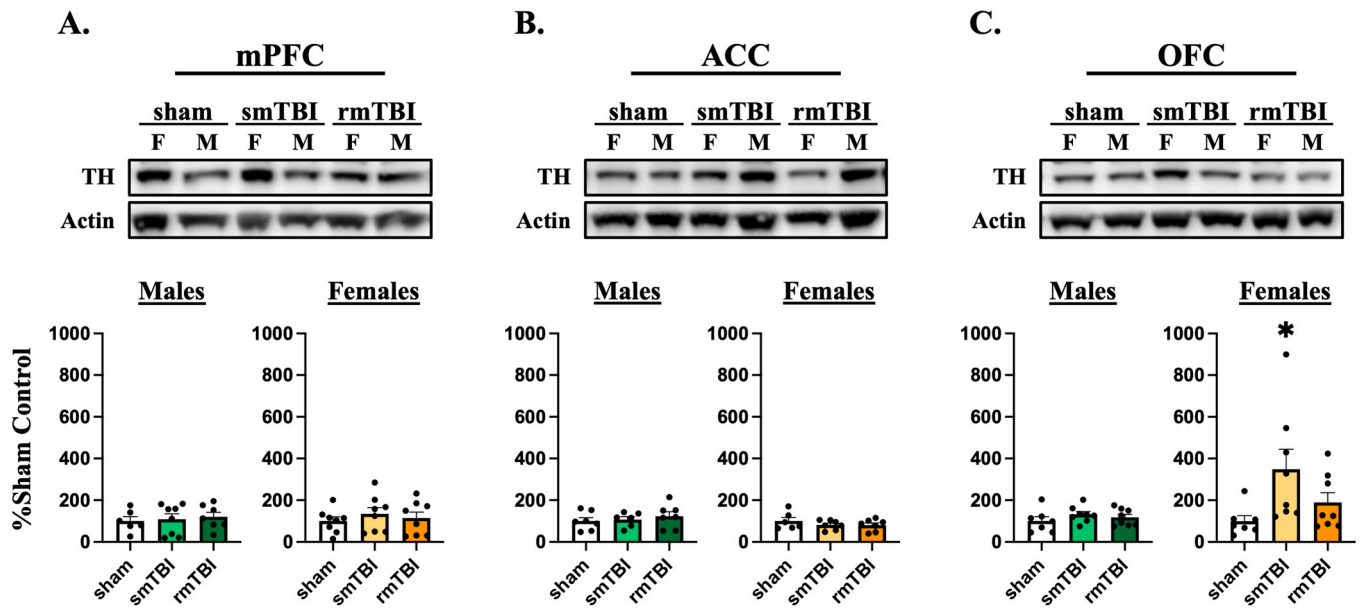 A.
mPFC
sham smTBI rmTBI
F M F M F M
TH
Actin
Males Females
%Sham Control
1000
800
600
400
200
0
sham
smTBI
rmTBI
1000
800
600
400
200
0
sham
smTBI
rmTBI
B.
ACC
sham smTBI rmTBI
F M F M F M
TH
Actin
Males Females
1000
800
600
400
200
0
sham
smTBI
rmTBI
1000
800
600
400
200
0
sham
smTBI
rmTBI
C.
OFC
sham smTBI rmTBI
F M F M F M
TH
Actin
Males Females
1000
800
600
400
200
0
sham
smTBI
rmTBI
1000
800
600
400
200
0
*
sham
smTBI
rmTBI